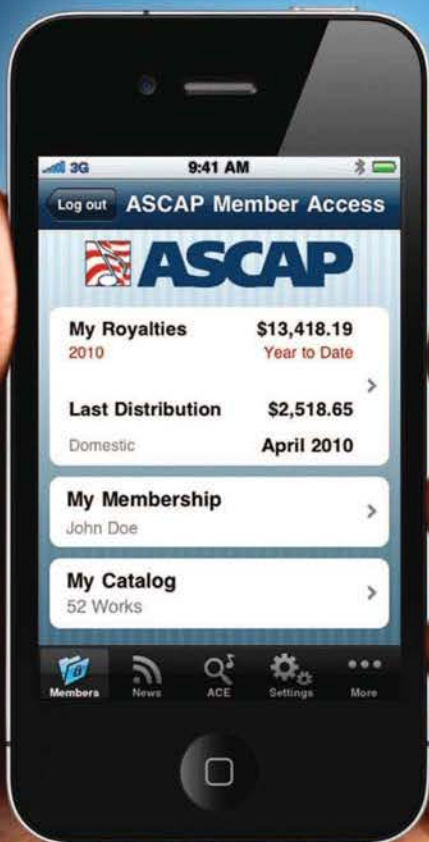 3G 9:41 AM
Log out ASCAP Member Access
ASCAP
My Royalties $13,418.19
2010 Year to Date
Last Distribution $2,518.65
Domestic April 2010
My Membership
John Doe
My Catalog
52 Works
Members News ACE Settings More